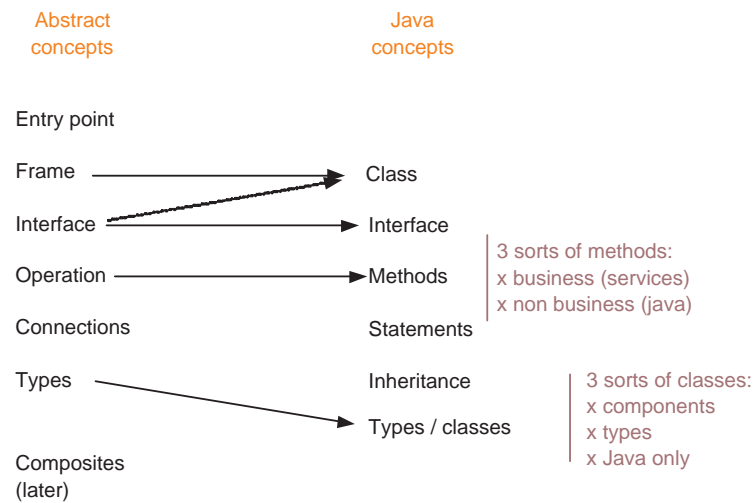 Abstract
concepts
Java
concepts
Entry point
Frame
Class
Interface
Interface
3 sorts of methods:
x business (services)
x non business (java)
Operation
Methods
Connections
Statements
Types
Inheritance
3 sorts of classes:
x components
x types
x Java only
Types / classes
Composites
(later)